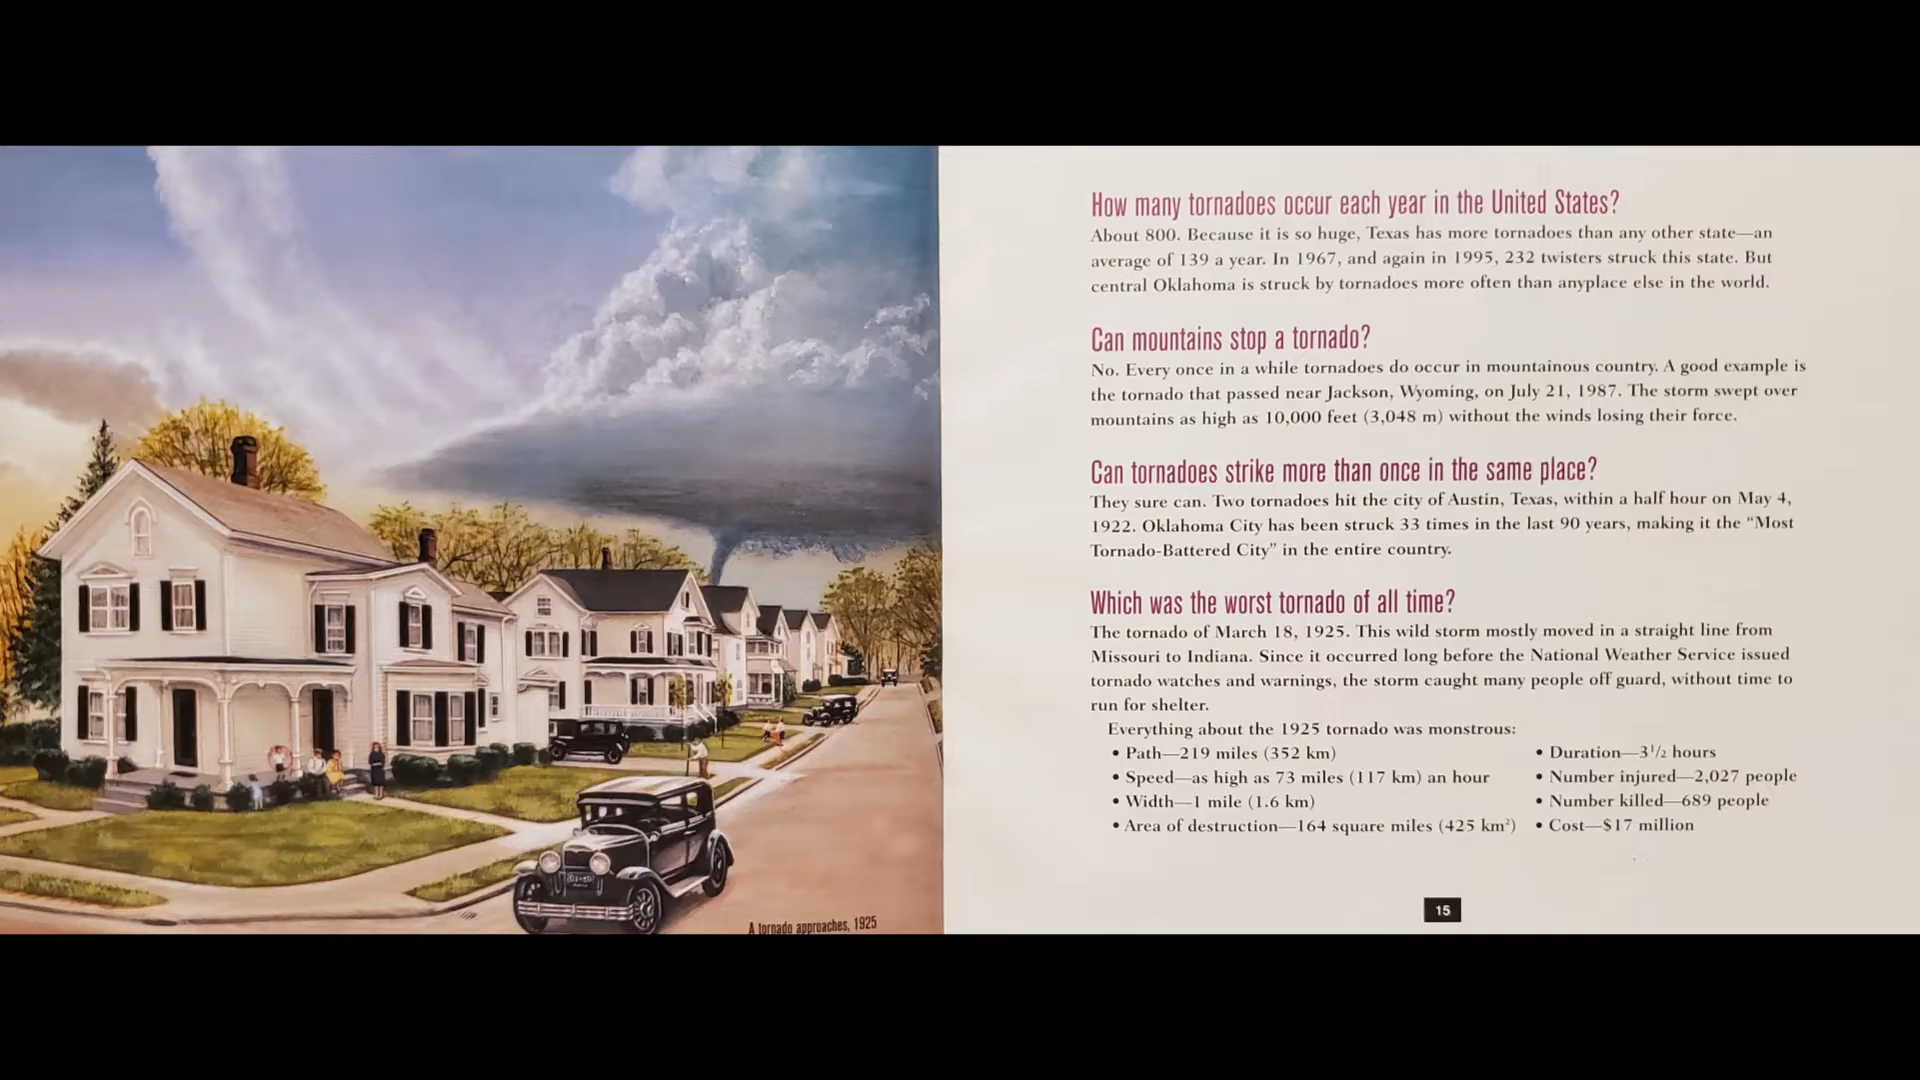 A tornado approaches, 1925
How many tornadoes occur each year in the United States?
About 800. Because it is so huge, Texas has more tornadoes than any other state—an
average of 139 a year. In 1967, and again in 1995, 232 twisters struck this state. But
central Oklahoma is struck by tornadoes more often than anyplace else in the world.
Can mountains stop a tornado?
No. Every once in a while tornadoes do occur in mountainous country. A good example is
the tornado that passed near Jackson, Wyoming, on July 21, 1987. The storm swept over
mountains as high as 10,000 feet (3,048 m) without the winds losing their force.
Can tornadoes strike more than once in the same place?
They sure can. Two tornadoes hit the city of Austin, Texas, within a half hour on May 4,
1922. Oklahoma City has been struck 33 times in the last 90 years, making it the “Most
Tornado-Battered City” in the entire country.
Which was the worst tornado of all time?
The tornado of March 18, 1925. This wild storm mostly moved in a straight line from
Missouri to Indiana. Since it occurred long before the National Weather Service issued
tornado watches and warnings, the storm caught many people off guard, without time to
run for shelter.
Everything about the 1925 tornado was monstrous:
• Path—219 miles (352 km)
• Speed—as high as 73 miles (117 km) an hour
• Width—1 mile (1.6 km)
• Area of destruction—164 square miles (425 km²)
• Duration—3½ hours
• Number injured—2,027 people
• Number killed—689 people
• Cost—$17 million
15